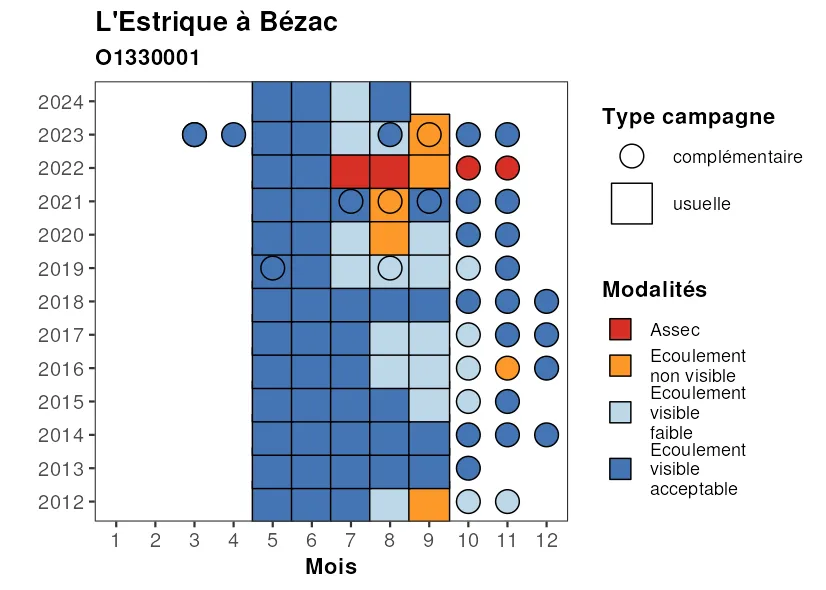 L'Estrique à Bézac
O1330001
2024
2023
2022
2021
2020
2019
2018
2017
2016
2015
2014
2013
2012
1 2 3 4 5 6 7 8 9 10 11 12
Mois
Type campagne
complémentaire
usuelle
Modalités
Assec
Ecoulement
non visible
Ecoulement
visible
faible
Ecoulement
visible
acceptable